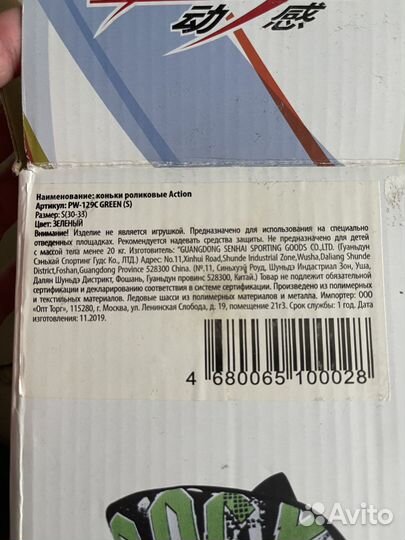 动 感
Наименование: коньки роликовые Action
Артикул: PW-129C GREEN (S)
Размер: S(30-33)
Цвет: ЗЕЛЕНЫЙ
Внимание! Изделие не является игрушкой. Предназначено для использования на специально
отведенных площадках. Рекомендуется надевать средства защиты. Не предназначено для детей
с массой тела менее 20 кг. Изготовитель: "GUANGDONG SENHAI SPORTING GOODS CO.,LTD. (Гуаньдун
Сэньхай Спортинг Гудс Ко., ЛТД.) Адрес: No.11,Xinhui Road,Shunde Industrial Zone,Wusha,Daliang Shunde
District,Foshan,Guangdong Province 528300 China. (№.11, Синьхуэй Роуд, Шуньдэ Индастриал Зон, Уша,
Далян Шуньдэ Дистрикт, Фошань, Гуаньдун провинс 528300, Китай.) Товар не подлежит обязательной
сертификации и декларированию соответствия в системе сертификации. Произведено из полимерных
и текстильных материалов. Ледовые шасси из полимерных материалов и металла. Импортер: ООО
«Опт Торг», 115280, г. Москва, ул. Ленинская Слобода, д. 19, помещение 21г3. Срок службы: 1 год. Дата
изготовления: 11.2019.
4 680065 100028
Avito